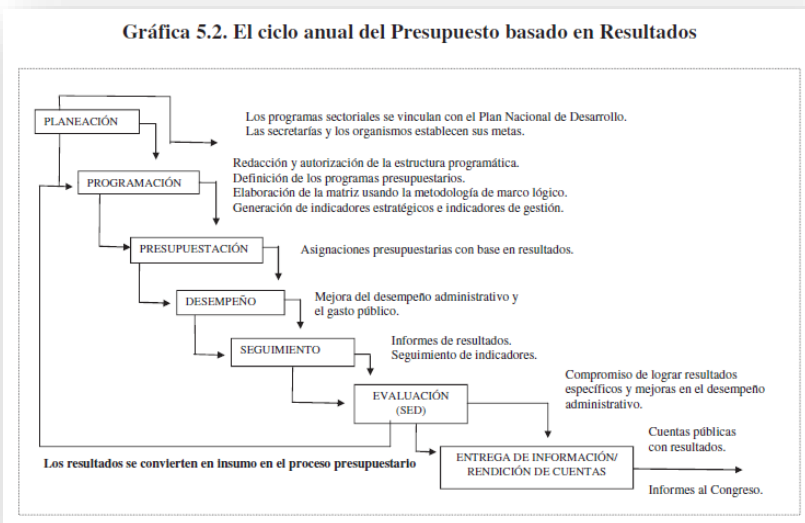 Gráfica 5.2. El ciclo anual del Presupuesto basado en Resultados
PLANEACIÓN
Los programas sectoriales se vinculan con el Plan Nacional de Desarrollo.
Las secretarías y los organismos establecen sus metas.
PROGRAMACIÓN
Redacción y autorización de la estructura programática.
Definición de los programas presupuestarios.
Elaboración de la matriz usando la metodología de marco lógico.
Generación de indicadores estratégicos e indicadores de gestión.
PRESUPUESTACIÓN
Asignaciones presupuestarias con base en resultados.
DESEMPEÑO
Mejora del desempeño administrativo y
el gasto público.
SEGUIMIENTO
Informes de resultados.
Seguimiento de indicadores.
EVALUACIÓN
(SED)
Compromiso de lograr resultados
específicos y mejoras en el desempeño
administrativo.
Los resultados se convierten en insumo en el proceso presupuestario
ENTREGA DE INFORMACIÓN/
RENDICIÓN DE CUENTAS
Cuentas públicas
con resultados.
Informes al Congreso.